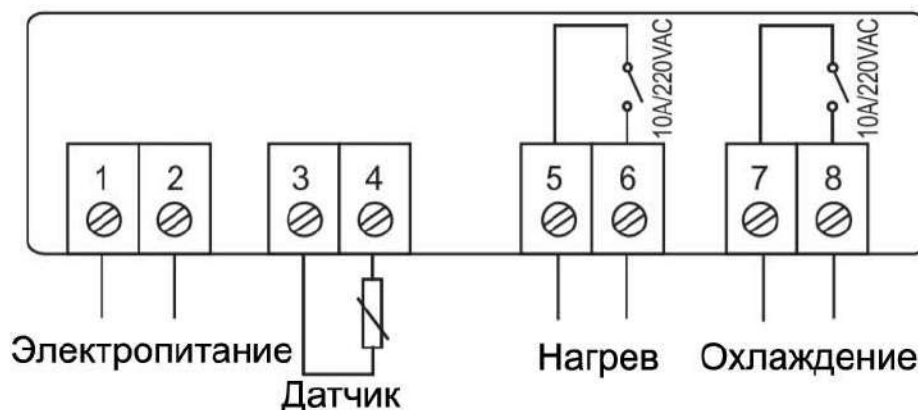 10A/220VAC
10A/220VAC
1 2 3 4 5 6 7 8
Электропитание
Датчик
Нагрев
Охлаждение